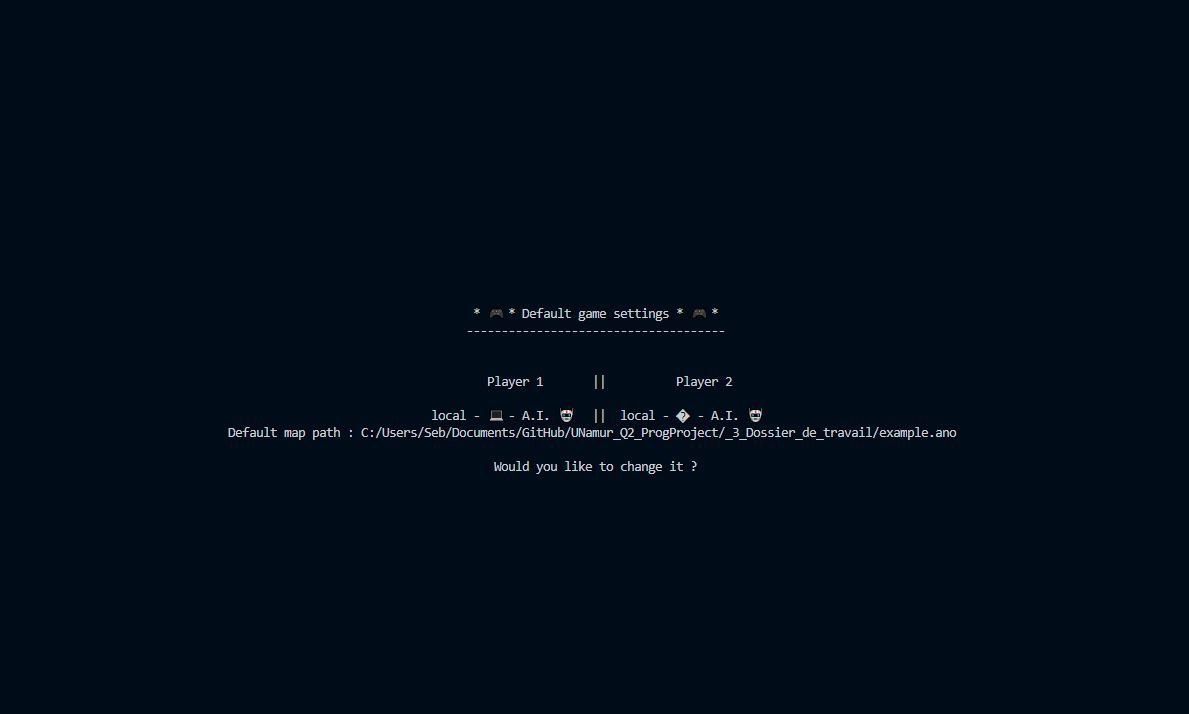 * 🎮 * Default game settings * 🎮 *
-------------------------------------
Player 1 || Player 2
local - 💻 - A.I. 🤖 || local - � - A.I. 🤖
Default map path : C:/Users/Seb/Documents/GitHub/UNamur_Q2_ProgProject/_3_Dossier_de_travail/example.ano
Would you like to change it ?